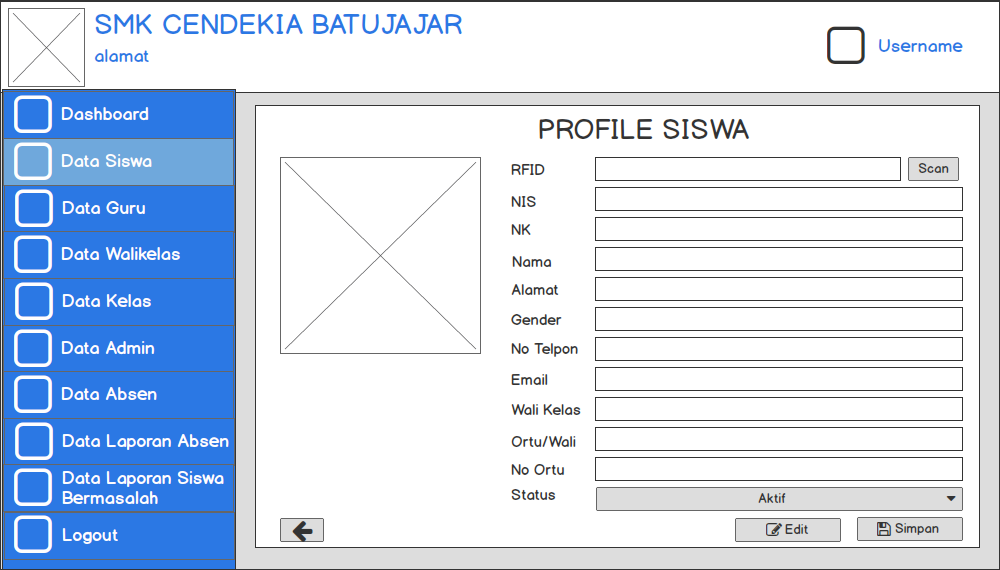 SMK CENDEKIA BATUJAJAR
alamat
Username
Dashboard
Data Siswa
Data Guru
Data Walikelas
Data Kelas
Data Admin
Data Absen
Data Laporan Absen
Data Laporan Siswa
Bermasalah
Logout
PROFILE SISWA
RFID
Scan
NIS
NK
Nama
Alamat
Gender
No Telpon
Email
Wali Kelas
Ortu/Wali
No Ortu
Status
Aktif
Edit
Simpan